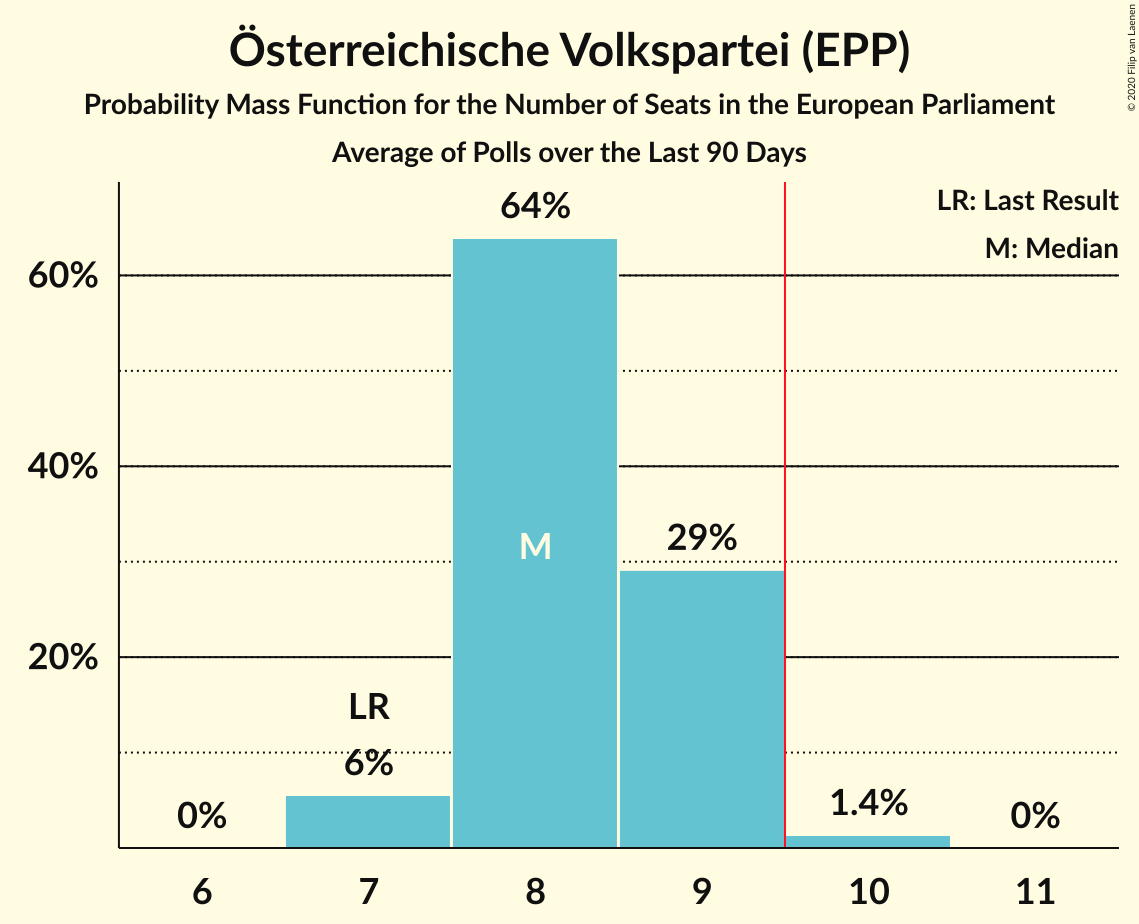 Österreichische Volkspartei (EPP)
Probability Mass Function for the Number of Seats in the European Parliament
Average of Polls over the Last 90 Days
© 2020 Filip van Laenen
LR: Last Result
M: Median
64%
60%
40%
29%
M
20%
LR
6%
0%
1.4%
0%
6 7 8 9 10 11